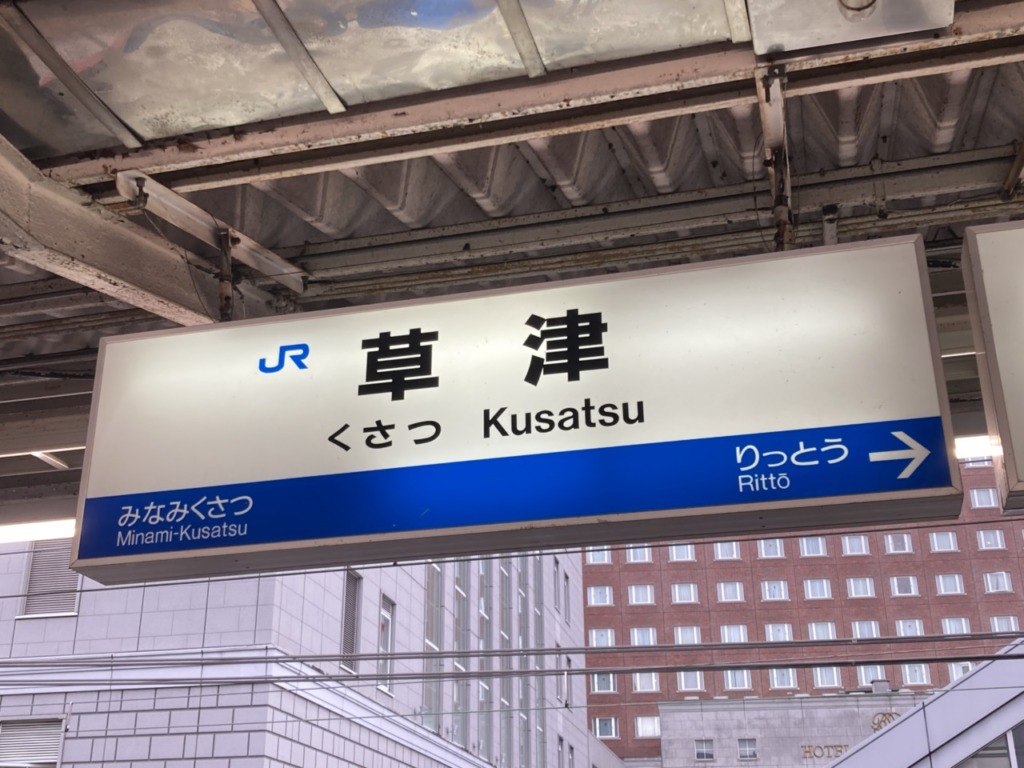 JR 草津
くさつ Kusatsu
みなみくさつ
Minami-Kusatsu
りっとう →
Rittō
HOTEL